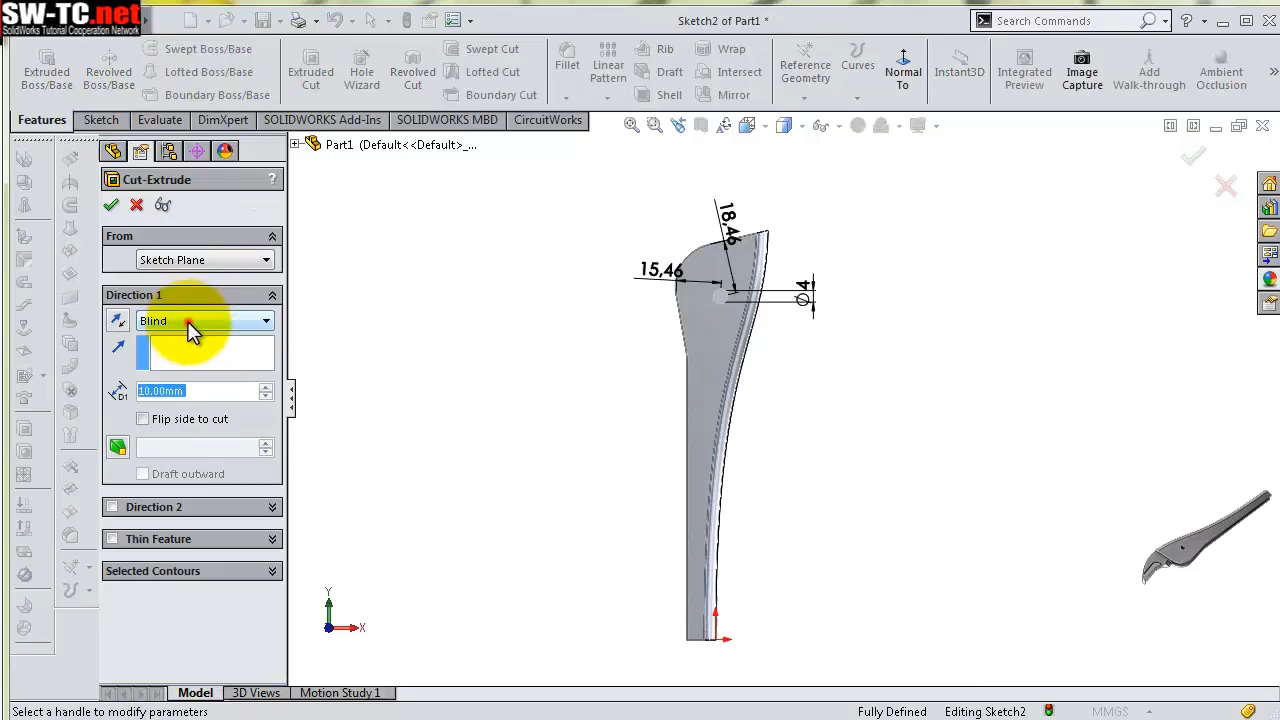 SW-TC.net
SolidWorks Tutorial Cooperation Network
Sketch2 of Part1
Search Commands
Extruded Boss/Base
Revolved Boss/Base
Swept Boss/Base
Lofted Boss/Base
Boundary Boss/Base
Extruded Cut
Hole Wizard
Revolved Cut
Swept Cut
Lofted Cut
Boundary Cut
Fillet
Linear Pattern
Rib
Draft
Shell
Wrap
Intersect
Mirror
Reference Geometry
Curves
Normal To
Instant3D
Integrated Preview
Image Capture
Add Walk-through
Ambient Occlusion
Features
Sketch
Evaluate
DimXpert
SOLIDWORKS Add-Ins
SOLIDWORKS MBD
CircuitWorks
Part1 (Default<<Default>_...
Cut-Extrude
?
From
Sketch Plane
Direction 1
Blind
D1
10.00mm
Flip side to cut
Draft outward
Direction 2
Thin Feature
Selected Contours
18,46
15,46
Ø4
Y
X
Model
3D Views
Motion Study 1
Select a handle to modify parameters
Fully Defined
Editing Sketch2
MMGS